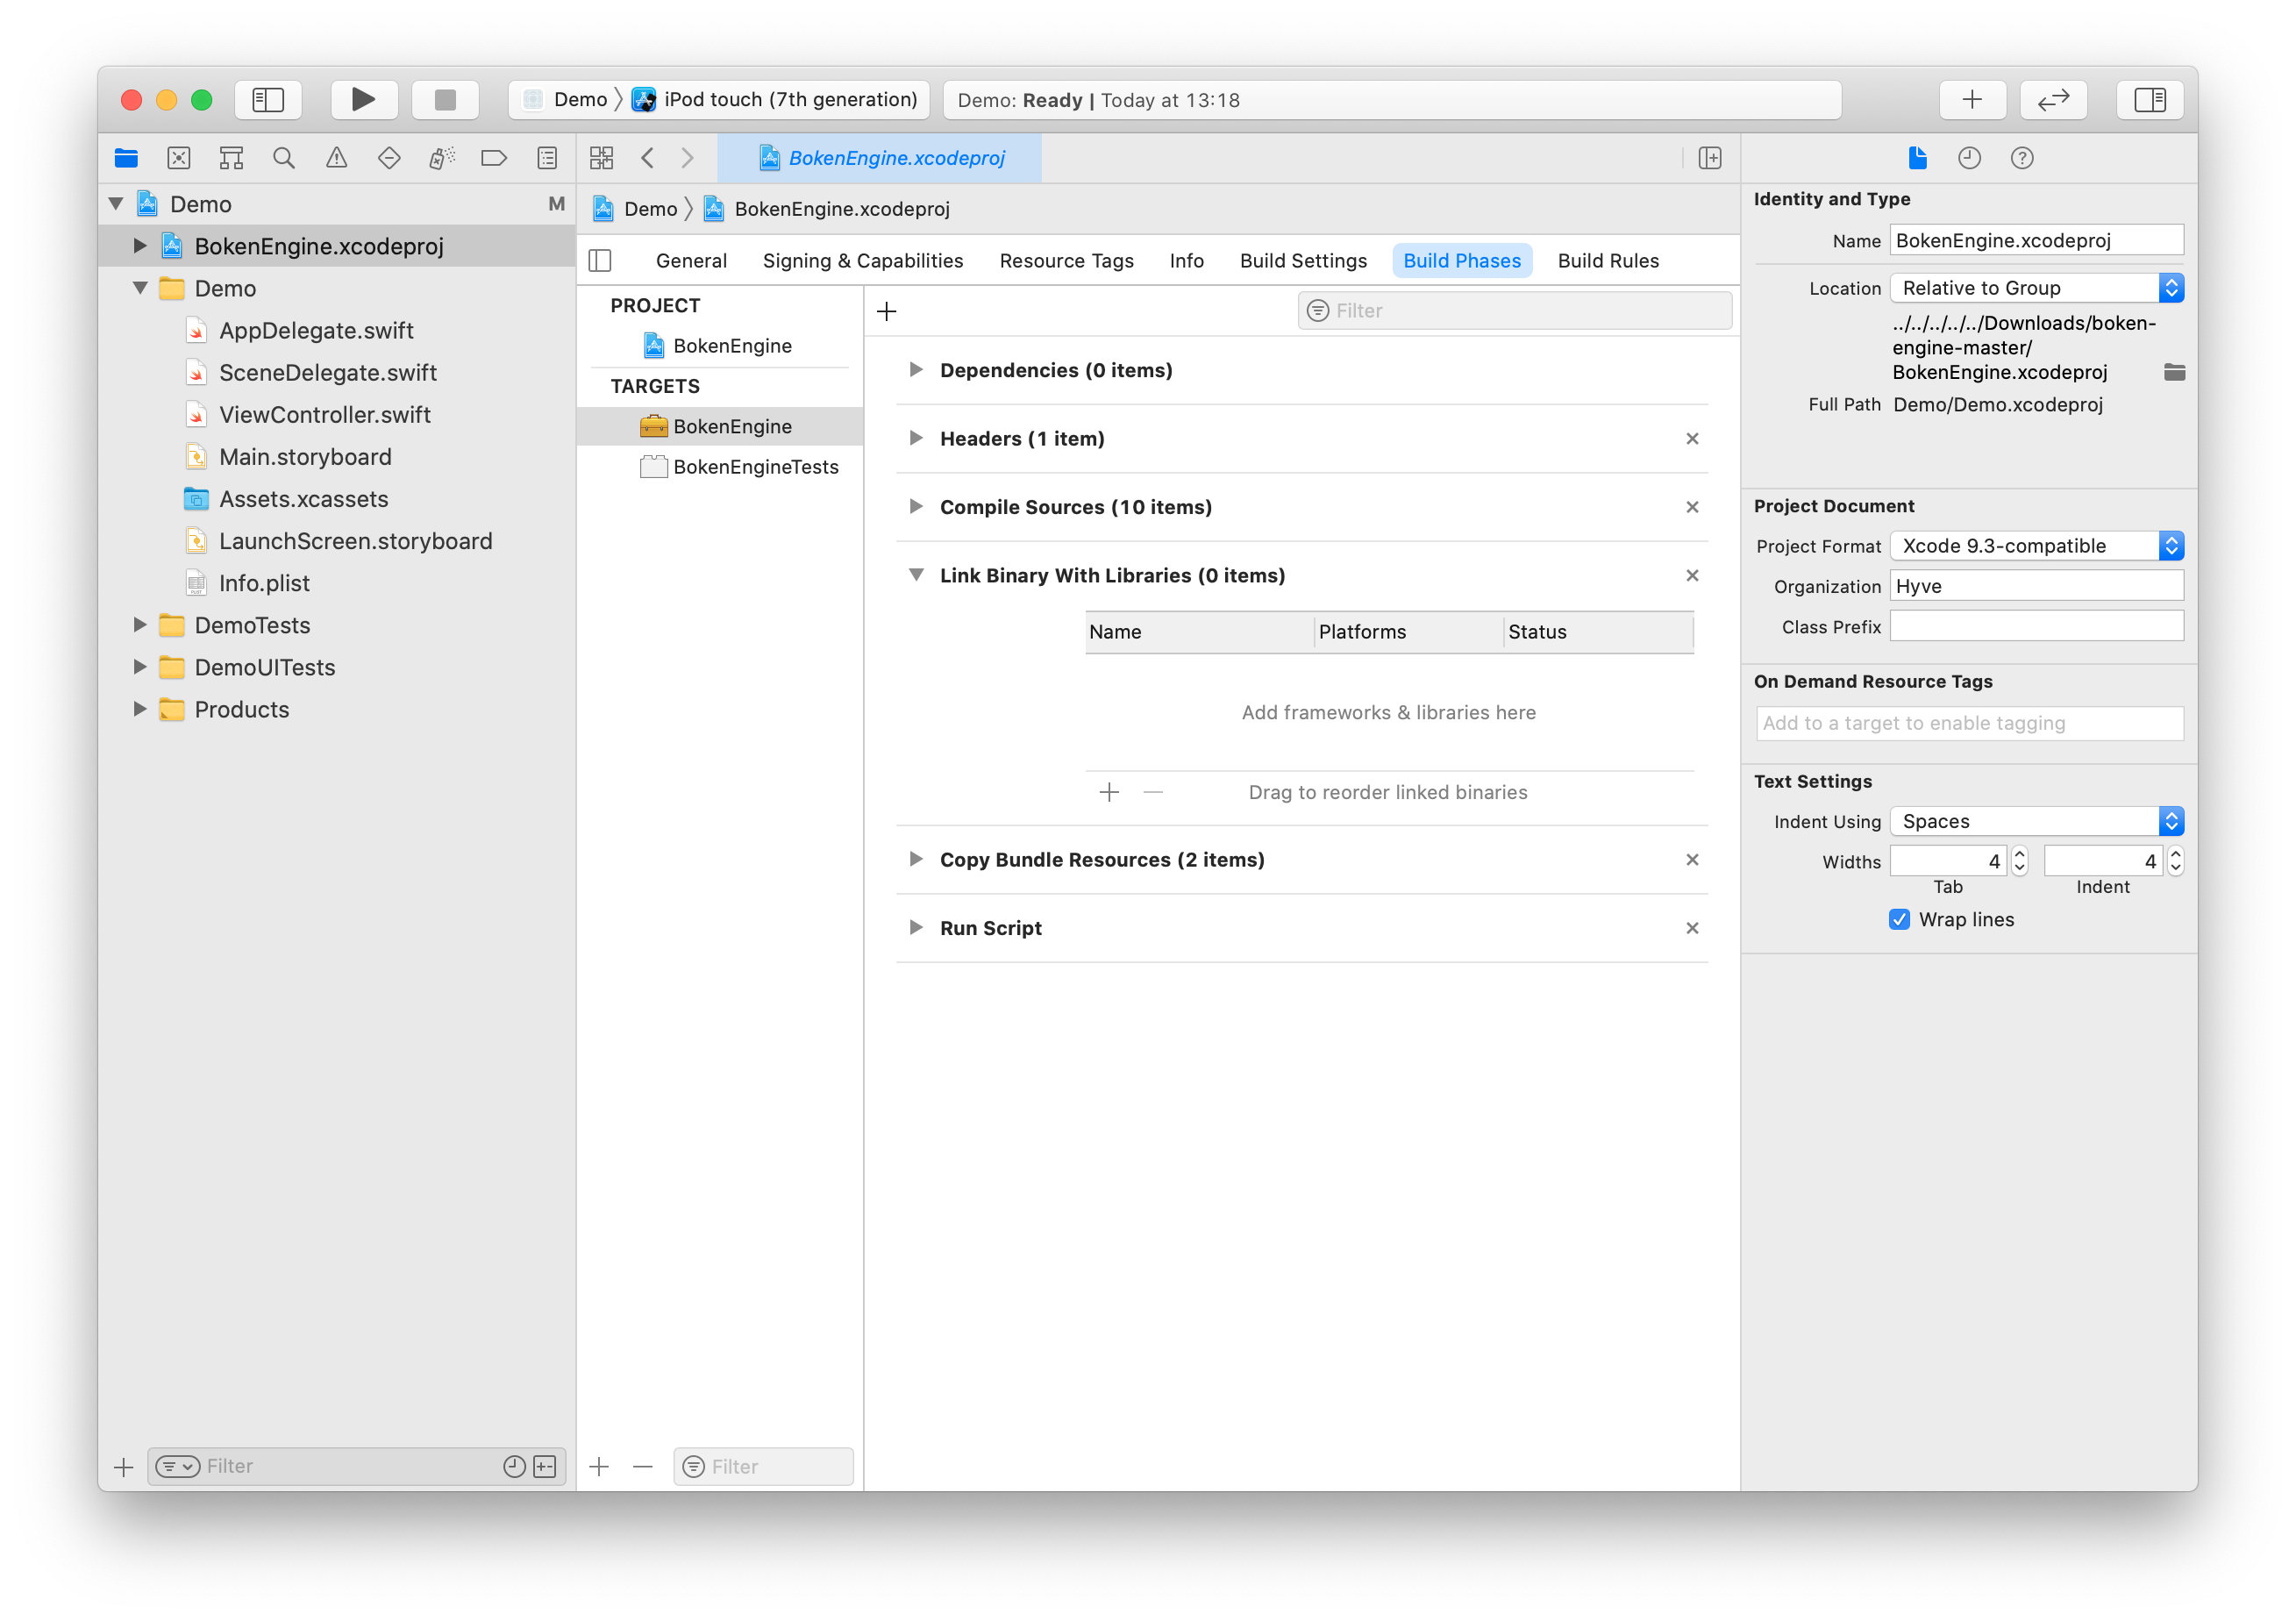 Demo 〉 iPod touch (7th generation)
Demo: Ready | Today at 13:18
BokenEngine.xcodeproj
Demo M
BokenEngine.xcodeproj
Demo
AppDelegate.swift
SceneDelegate.swift
ViewController.swift
Main.storyboard
Assets.xcassets
LaunchScreen.storyboard
Info.plist
DemoTests
DemoUITests
Products
Filter
Demo 〉 BokenEngine.xcodeproj
General Signing & Capabilities Resource Tags Info Build Settings Build Phases Build Rules
PROJECT
BokenEngine
TARGETS
BokenEngine
BokenEngineTests
Filter
Filter
Dependencies (0 items)
Headers (1 item)
Compile Sources (10 items)
Link Binary With Libraries (0 items)
Name Platforms Status
Add frameworks & libraries here
Drag to reorder linked binaries
Copy Bundle Resources (2 items)
Run Script
Identity and Type
Name BokenEngine.xcodeproj
Location Relative to Group
../../../../../Downloads/boken-
engine-master/
BokenEngine.xcodeproj
Full Path Demo/Demo.xcodeproj
Project Document
Project Format Xcode 9.3-compatible
Organization Hyve
Class Prefix
On Demand Resource Tags
Add to a target to enable tagging
Text Settings
Indent Using Spaces
Widths 4 4
Tab Indent
Wrap lines